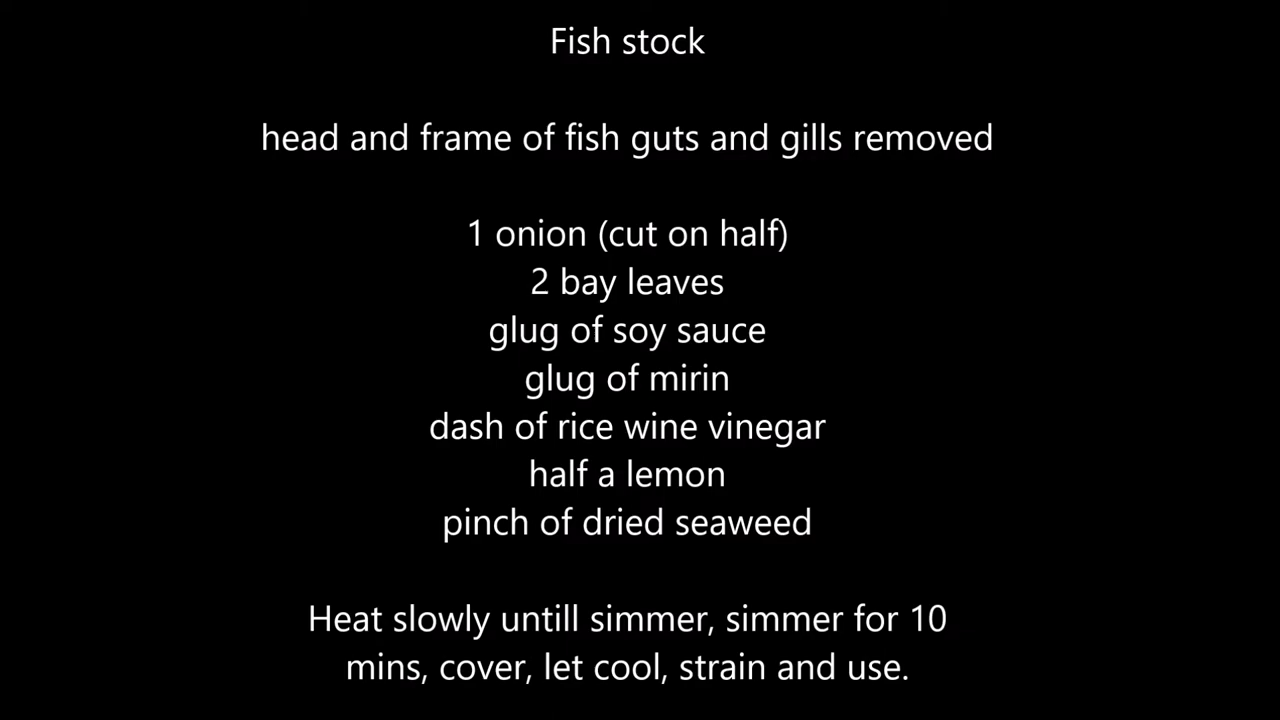 Fish stock
head and frame of fish guts and gills removed
1 onion (cut on half)
2 bay leaves
glug of soy sauce
glug of mirin
dash of rice wine vinegar
half a lemon
pinch of dried seaweed
Heat slowly untill simmer, simmer for 10
mins, cover, let cool, strain and use.